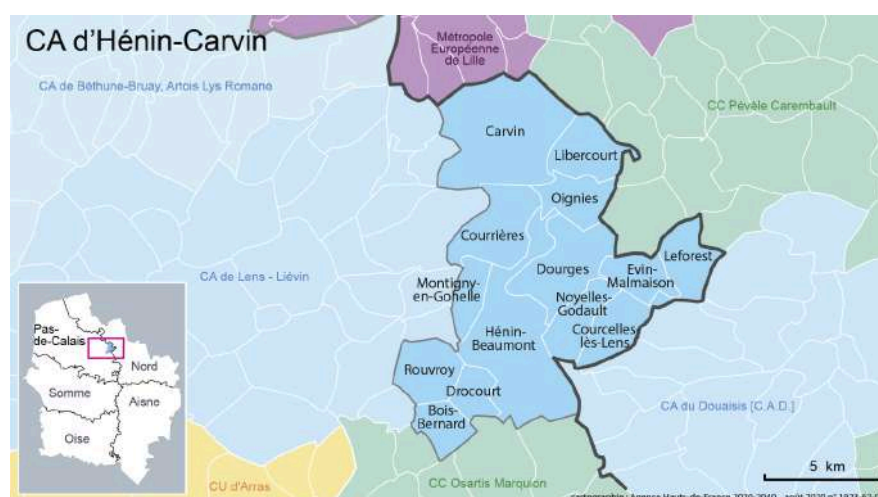 CA d'Hénin-Carvin
Métropole
Européenne
de Lille
CA de Béthune-Bruay, Artois Lys Romane
CC Pévèle Carembault
Carvin
Libercourt
Oignies
Courrières
CA de Lens - Liévin
Montigny-
en-Gohelle
Dourges
Evin-
Malmaison
Leforest
Noyelles-
Godault
Courcelles
lès-Lens
Hénin-
Beaumont
Rouvroy
Drocourt
Bois-
Bernard
CA du Douaisis [C.A.D.]
Pas-
de-Calais
Nord
Somme
Aisne
Oise
CU d'Arras
CC Osartis Marquion
5 km